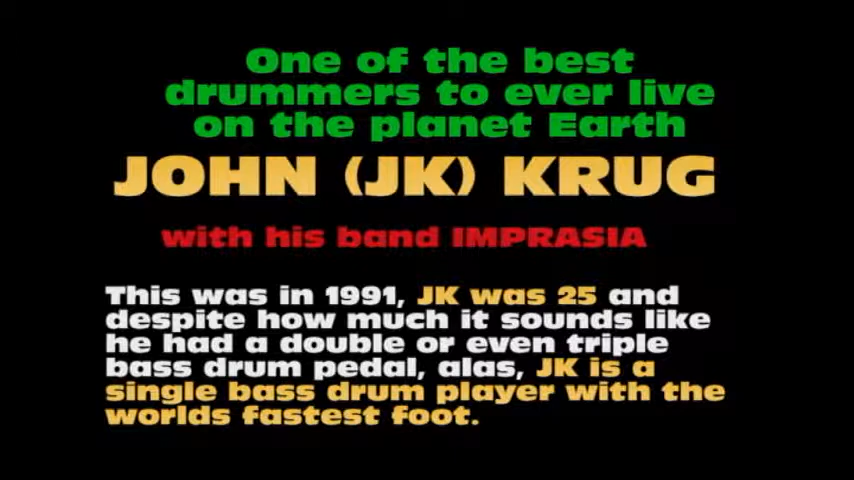 One of the best
drummers to ever live
on the planet Earth
JOHN (JK) KRUG
with his band IMPRASIA
This was in 1991, JK was 25 and
despite how much it sounds like
he had a double or even triple
bass drum pedal, alas, JK is a
single bass drum player with the
worlds fastest foot.